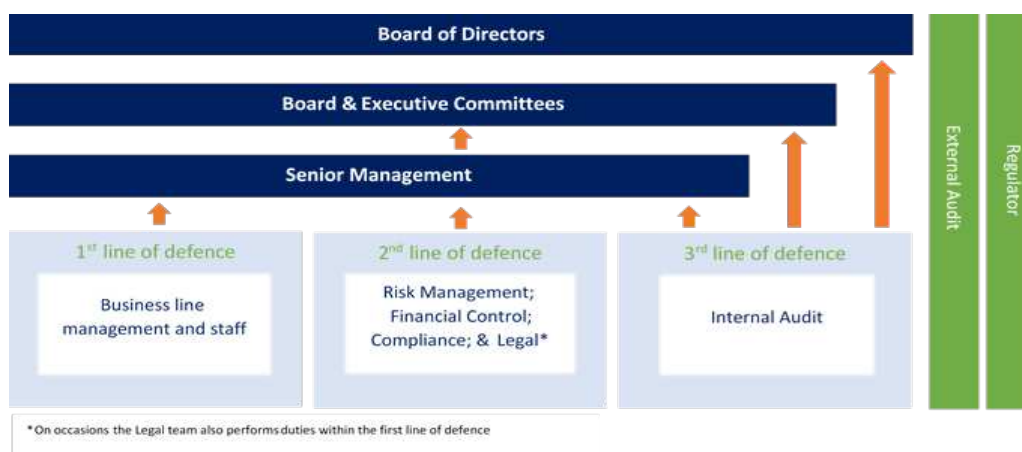 Board of Directors
Board & Executive Committees
Senior Management
1st line of defence
Business line
management and staff
2nd line of defence
Risk Management;
Financial Control;
Compliance; & Legal*
3rd line of defence
Internal Audit
External Audit
Regulator
*On occasions the Legal team also performs duties within the first line of defence